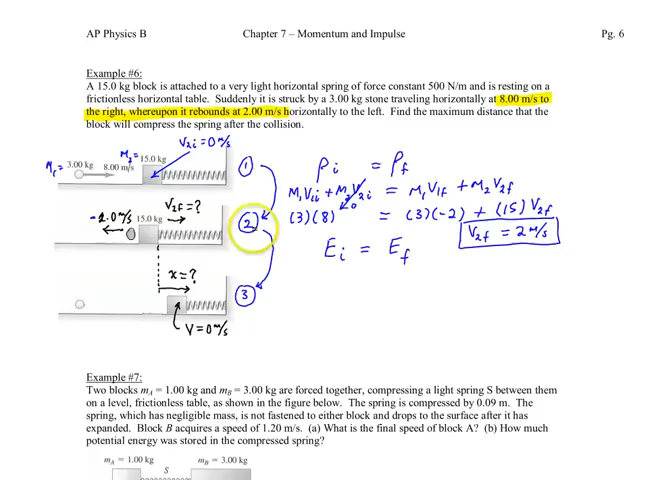 AP Physics B Chapter 7 – Momentum and Impulse Pg. 6
Example #6:
A 15.0 kg block is attached to a very light horizontal spring of force constant 500 N/m and is resting on a
frictionless horizontal table. Suddenly it is struck by a 3.00 kg stone traveling horizontally at 8.00 m/s to
the right, whereupon it rebounds at 2.00 m/s horizontally to the left. Find the maximum distance that the
block will compress the spring after the collision.
V2i = 0 m/s
M1 3.00 kg 8.00 m/s M2 15.0 kg
①
Pi = Pf
M1V1i + M2V2i = M1V1f + M2V2f
0
(3)(8) = (3)(-2) + (15) V2f
V2f = 2 m/s
-2.0 m/s 15.0 kg V2f = ?
②
Ei = Ef
x = ?
③
V = 0 m/s
Example #7:
Two blocks mA = 1.00 kg and mB = 3.00 kg are forced together, compressing a light spring S between them
on a level, frictionless table, as shown in the figure below. The spring is compressed by 0.09 m. The
spring, which has negligible mass, is not fastened to either block and drops to the surface after it has
expanded. Block B acquires a speed of 1.20 m/s. (a) What is the final speed of block A? (b) How much
potential energy was stored in the compressed spring?
mA = 1.00 kg mB = 3.00 kg
S